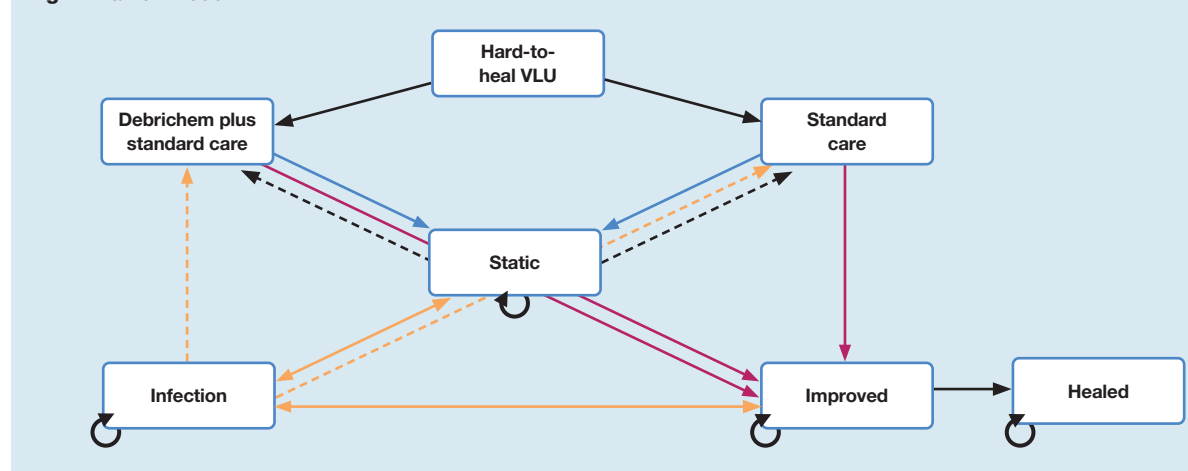 Hard-to-
heal VLU
Debrichem plus
standard care
Standard
care
Static
Infection
Improved
Healed